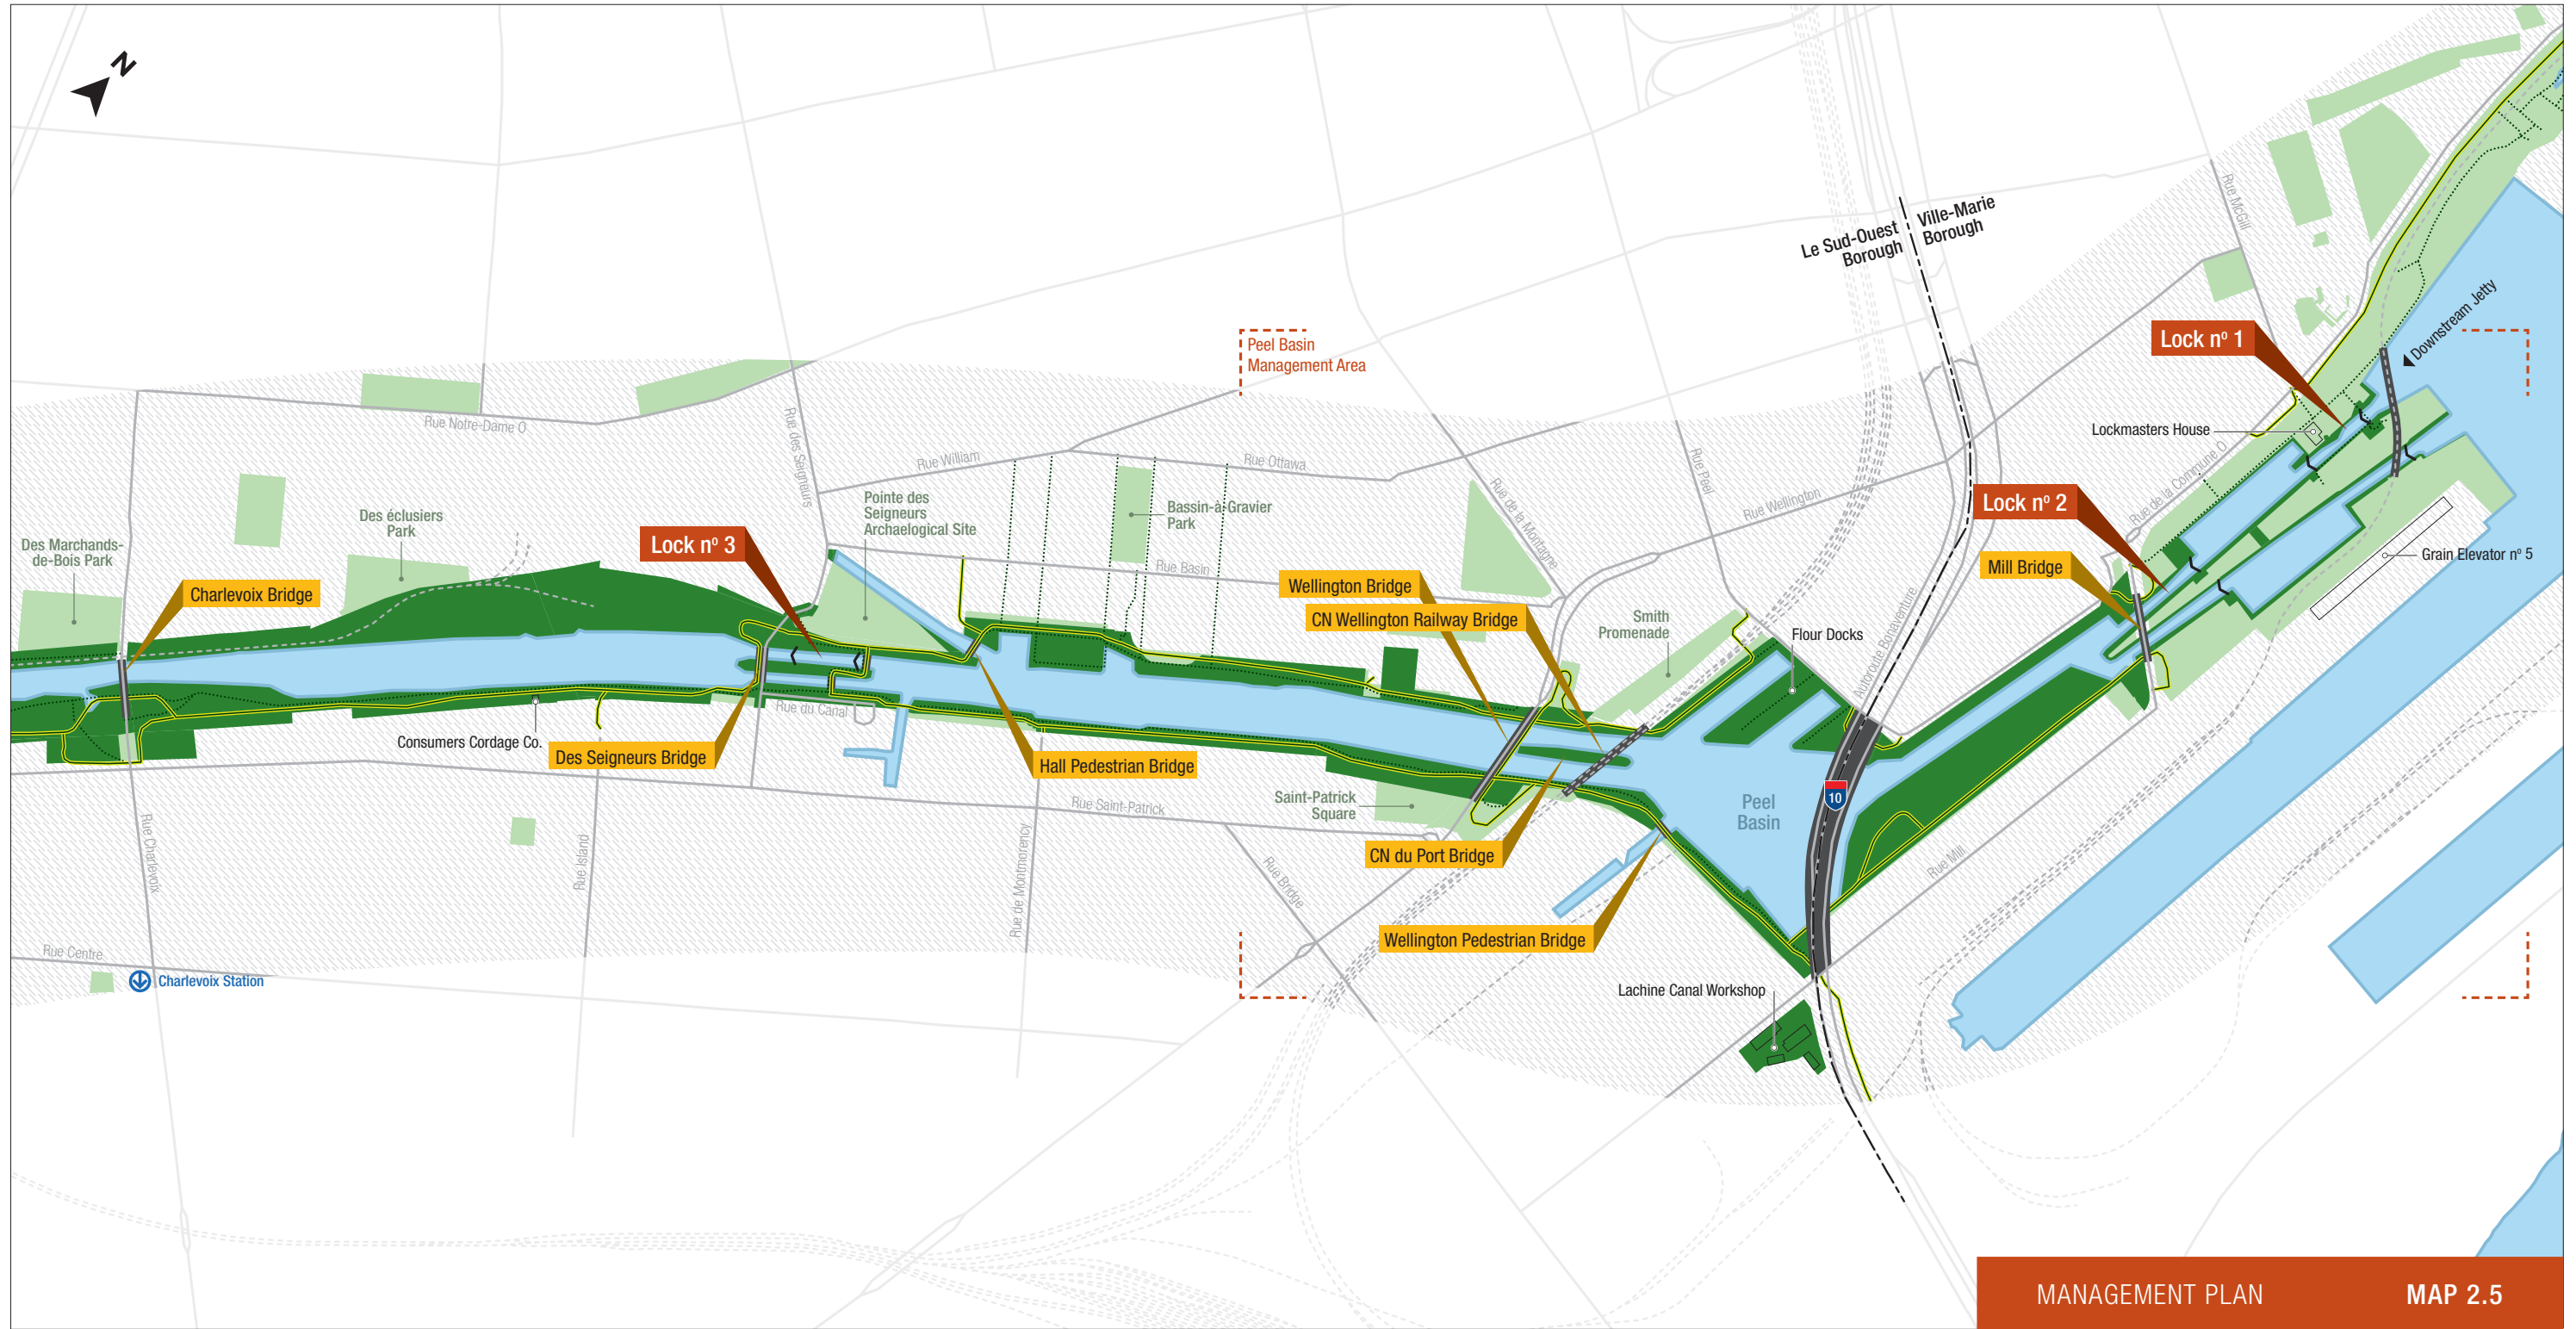 N
Le Sud-Ouest
Borough
Ville-Marie
Borough
Rue McGill
Downstream Jetty
Peel Basin
Management Area
Lock nº 1
Lockmasters House
Rue Notre-Dame O
Rue des Seigneurs
Rue William
Rue Ottawa
Rue de la Montagne
Rue Peel
Rue Wellington
Rue de la Commune O
Lock nº 2
Mill Bridge
Grain Elevator nº 5
Des Marchands-
de-Bois Park
Des éclusiers
Park
Pointe des
Seigneurs
Archaelogical Site
Bassin-à-Gravier
Park
Lock nº 3
Rue Basin
Charlevoix Bridge
Wellington Bridge
CN Wellington Railway Bridge
Smith
Promenade
Flour Docks
Autoroute Bonaventure
Consumers Cordage Co.
Des Seigneurs Bridge
Rue du Canal
Hall Pedestrian Bridge
Rue Saint-Patrick
Saint-Patrick
Square
Peel
Basin
10
CN du Port Bridge
Rue Charlevoix
Rue Island
Rue de Montmorency
Rue Bridge
Rue Mill
Wellington Pedestrian Bridge
Rue Centre
Charlevoix Station
Lachine Canal Workshop
MANAGEMENT PLAN
MAP 2.5